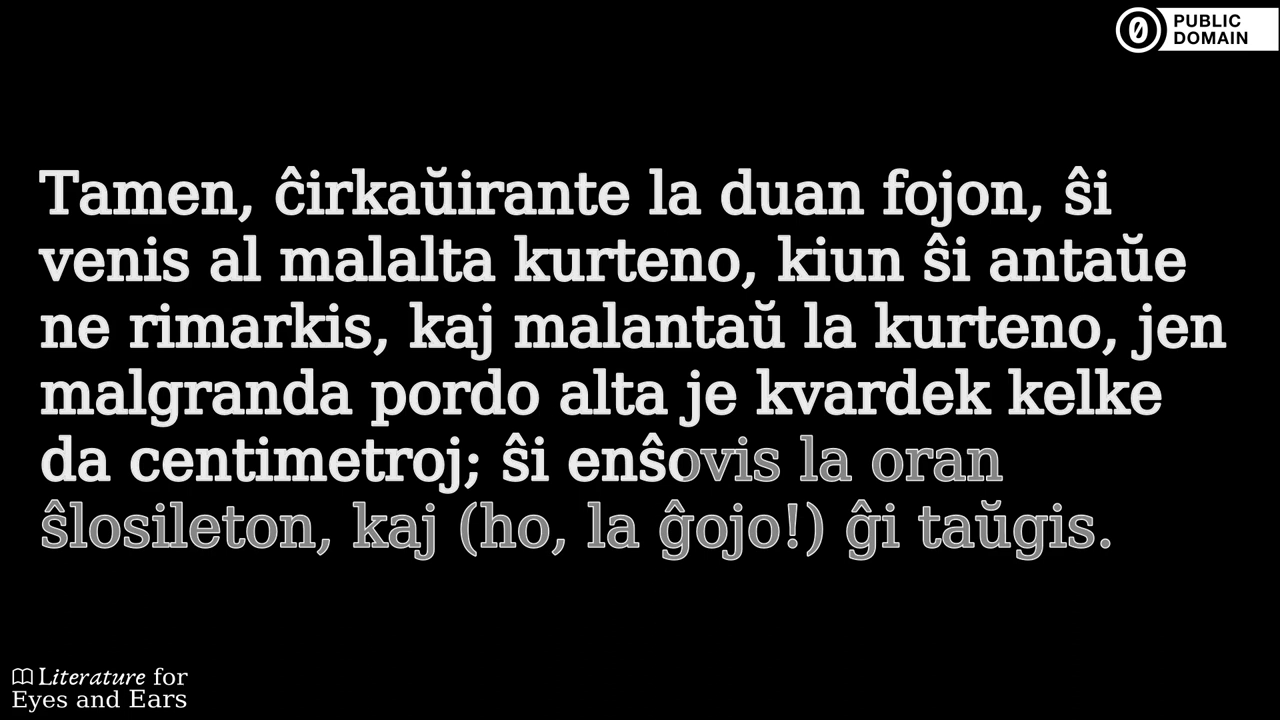 PUBLIC
DOMAIN
Tamen, ĉirkaŭirante la duan fojon, ŝi
venis al malalta kurteno, kiun ŝi antaŭe
ne rimarkis, kaj malantaŭ la kurteno, jen
malgranda pordo alta je kvardek kelke
da centimetroj; ŝi enŝovis la oran
ŝlosileton, kaj (ho, la ĝojo!) ĝi taŭgis.
Literature for
Eyes and Ears